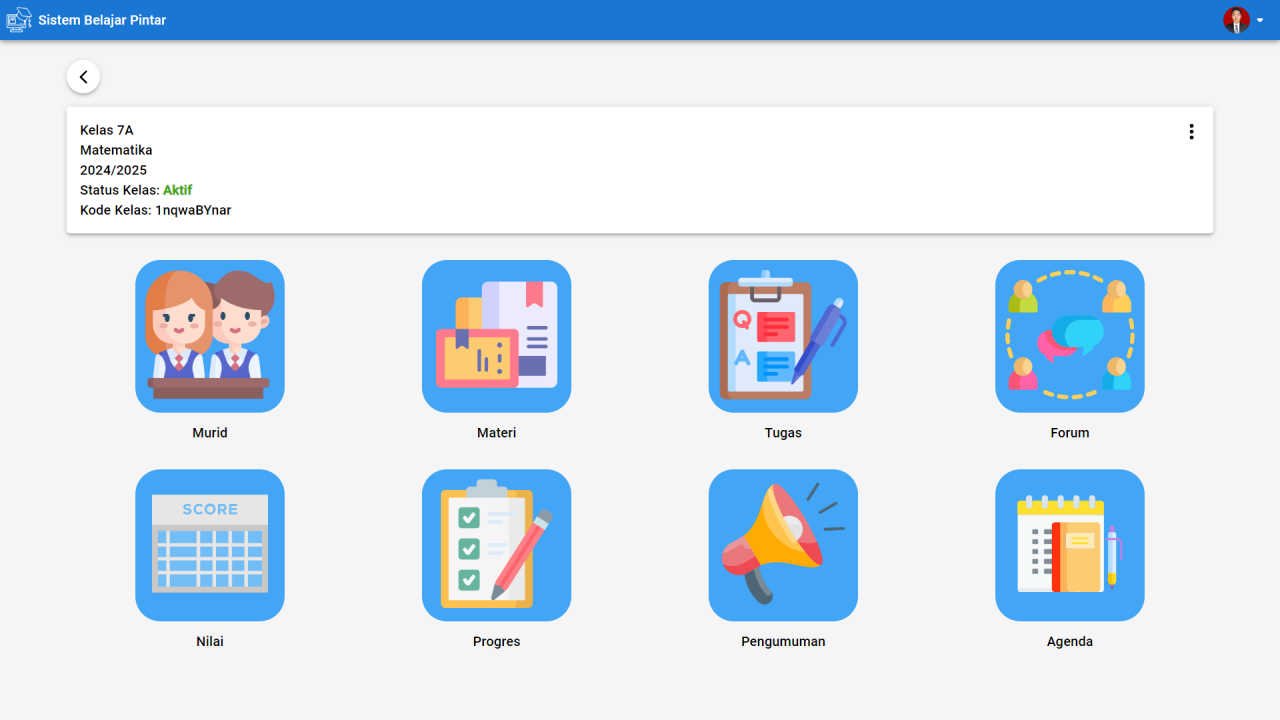 Sistem Belajar Pintar
Kelas 7A
Matematika
2024/2025
Status Kelas: Aktif
Kode Kelas: 1nqwaBYnar
Q
A
Murid
Materi
Tugas
Forum
SCORE
Nilai
Progres
Pengumuman
Agenda